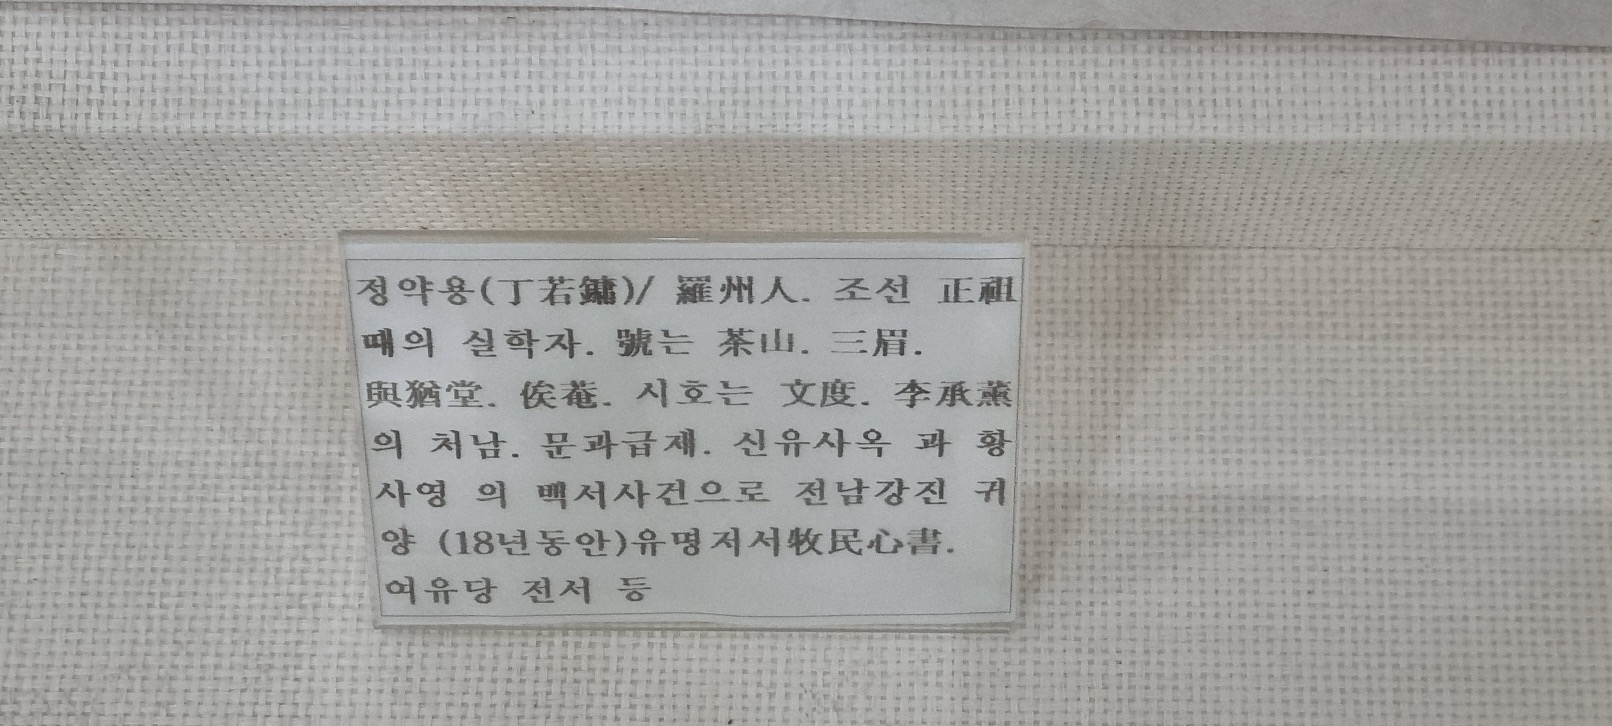 정약용(丁若鏞)/ 羅州人. 조선 正祖
때의 실학자. 號는 茶山. 三眉.
與猶堂. 俟菴. 시호는 文度. 李承薰
의 처남. 문과급제. 신유사옥 과 황
사영 의 백서사건으로 전남강진 귀
양 (18년동안)유명저서牧民心書.
여유당 전서 등